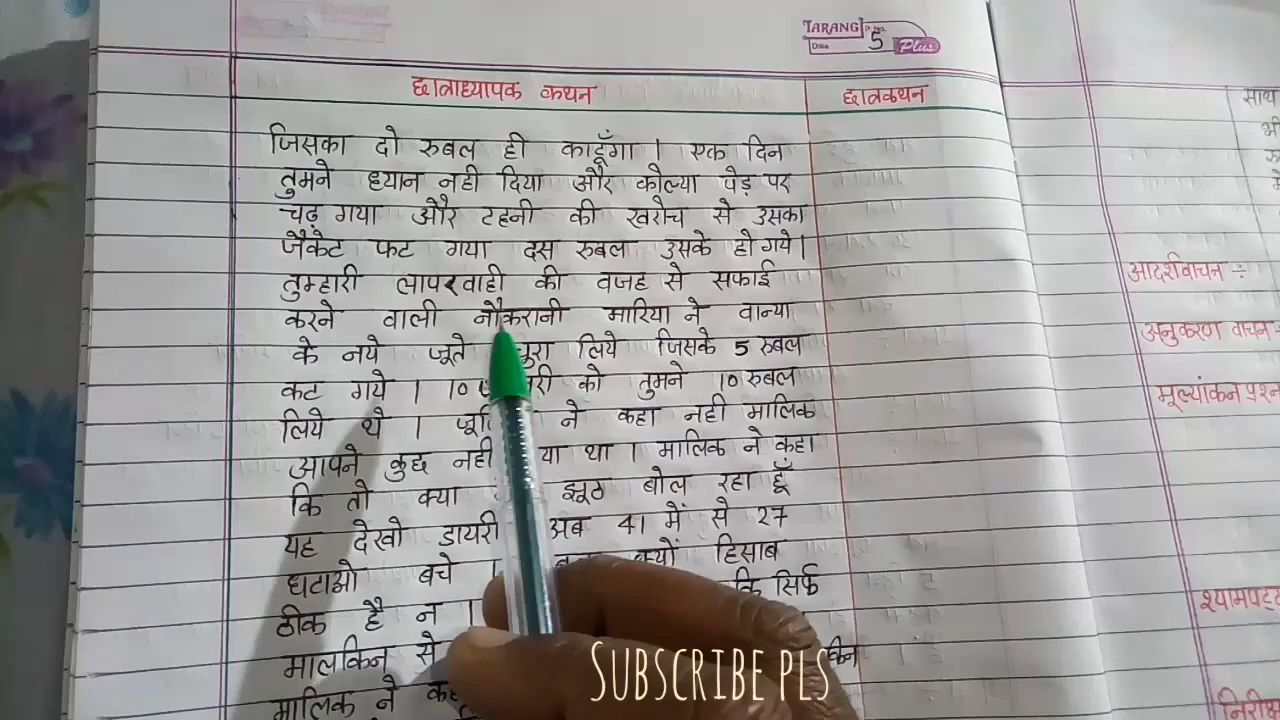 TARANG Plus
P. No. 5
Date
छात्राध्यापक कथन
छात्रकथन
जिसका दो रुबल ही काटूँगा । एक दिन
तुमने ध्यान नही दिया और कोल्या पेड़ पर
चढ़ गया और टहनी की खरोच से उसका
जैकेट फट गया दस रुबल उसके हो गये।
तुम्हारी लापरवाही की वजह से सफाई
करने वाली नौकरानी मारिया ने वान्या
के नये जूते चुरा लिये जिसके 5 रुबल
कट गये । 10 को तुमने 10 रुबल
लिये थे । ने कहा नही मालिक
आपने कुछ नही या था । मालिक ने कहा
कि तो क्या झूठ बोल रहा हूँ
यह देखो डायरी अब 41 में से 27
घटाओ बचे क्यों हिसाब
ठीक है न । कि सिर्फ
मालकिन से
मालिक ने
SUBSCRIBE PLS
साथ
भी
आदर्शवाचन ÷
अनुकरण वाचन
मूल्यांकन प्रश्न
श्यामपट्ट